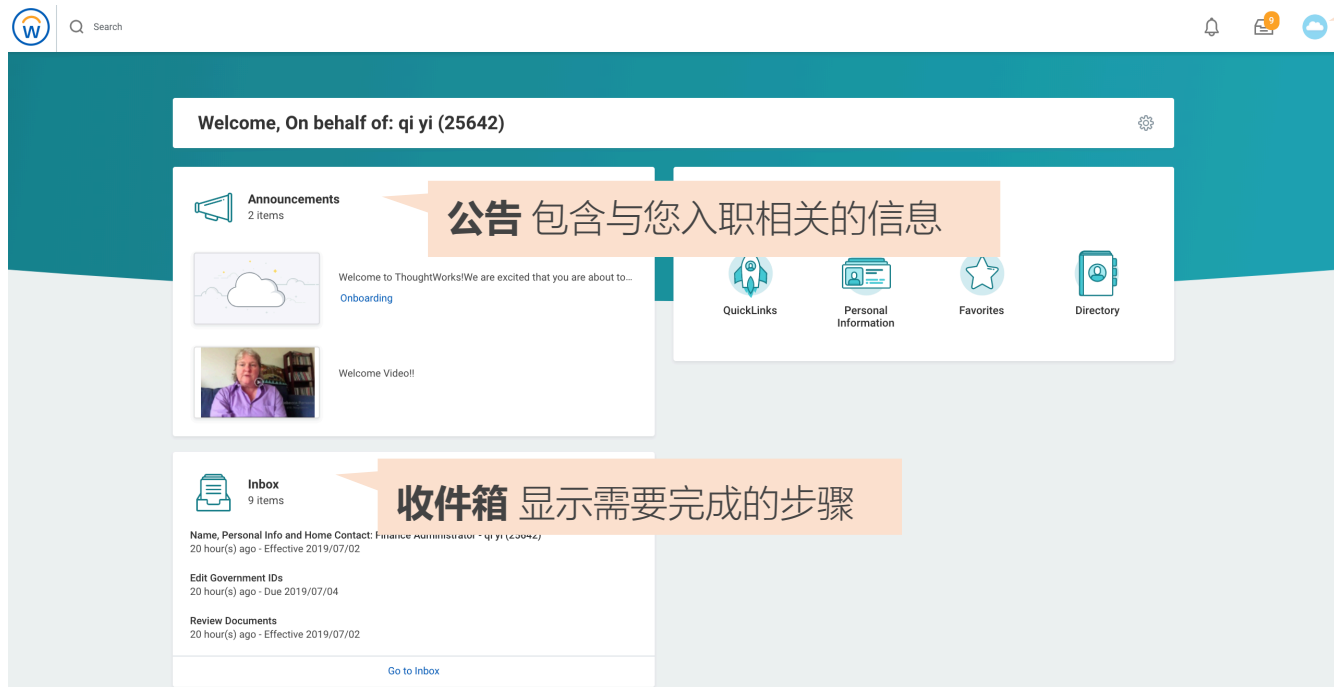 W
Search
9
Welcome, On behalf of: qi yi (25642)
Announcements
2 items
公告 包含与您入职相关的信息
Welcome to ThoughtWorks!We are excited that you are about to...
Onboarding
Welcome Video!!
QuickLinks
Personal
Information
Favorites
Directory
Inbox
9 items
收件箱 显示需要完成的步骤
Name, Personal Info and Home Contact: Finance Administrator - qi yi (25642)
20 hour(s) ago - Effective 2019/07/02
Edit Government IDs
20 hour(s) ago - Due 2019/07/04
Review Documents
20 hour(s) ago - Effective 2019/07/02
Go to Inbox